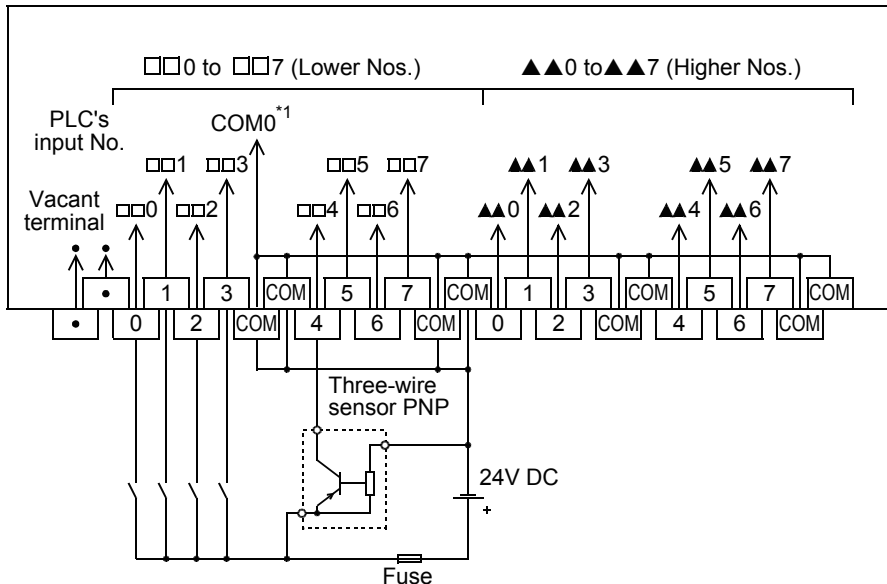 □□0 to □□7 (Lower Nos.) ▲▲0 to▲▲7 (Higher Nos.)
PLC's
input No.
COM0*1
□□1 □□3 □□5 □□7 ▲▲1 ▲▲3 ▲▲5 ▲▲7
Vacant
terminal
□□0 □□2 □□4 □□6 ▲▲0 ▲▲2 ▲▲4 ▲▲6
• 1 3 COM 5 7 COM 1 3 COM 5 7 COM
• 0 2 COM 4 6 COM 0 2 COM 4 6 COM
Three-wire
sensor PNP
24V DC
+
Fuse